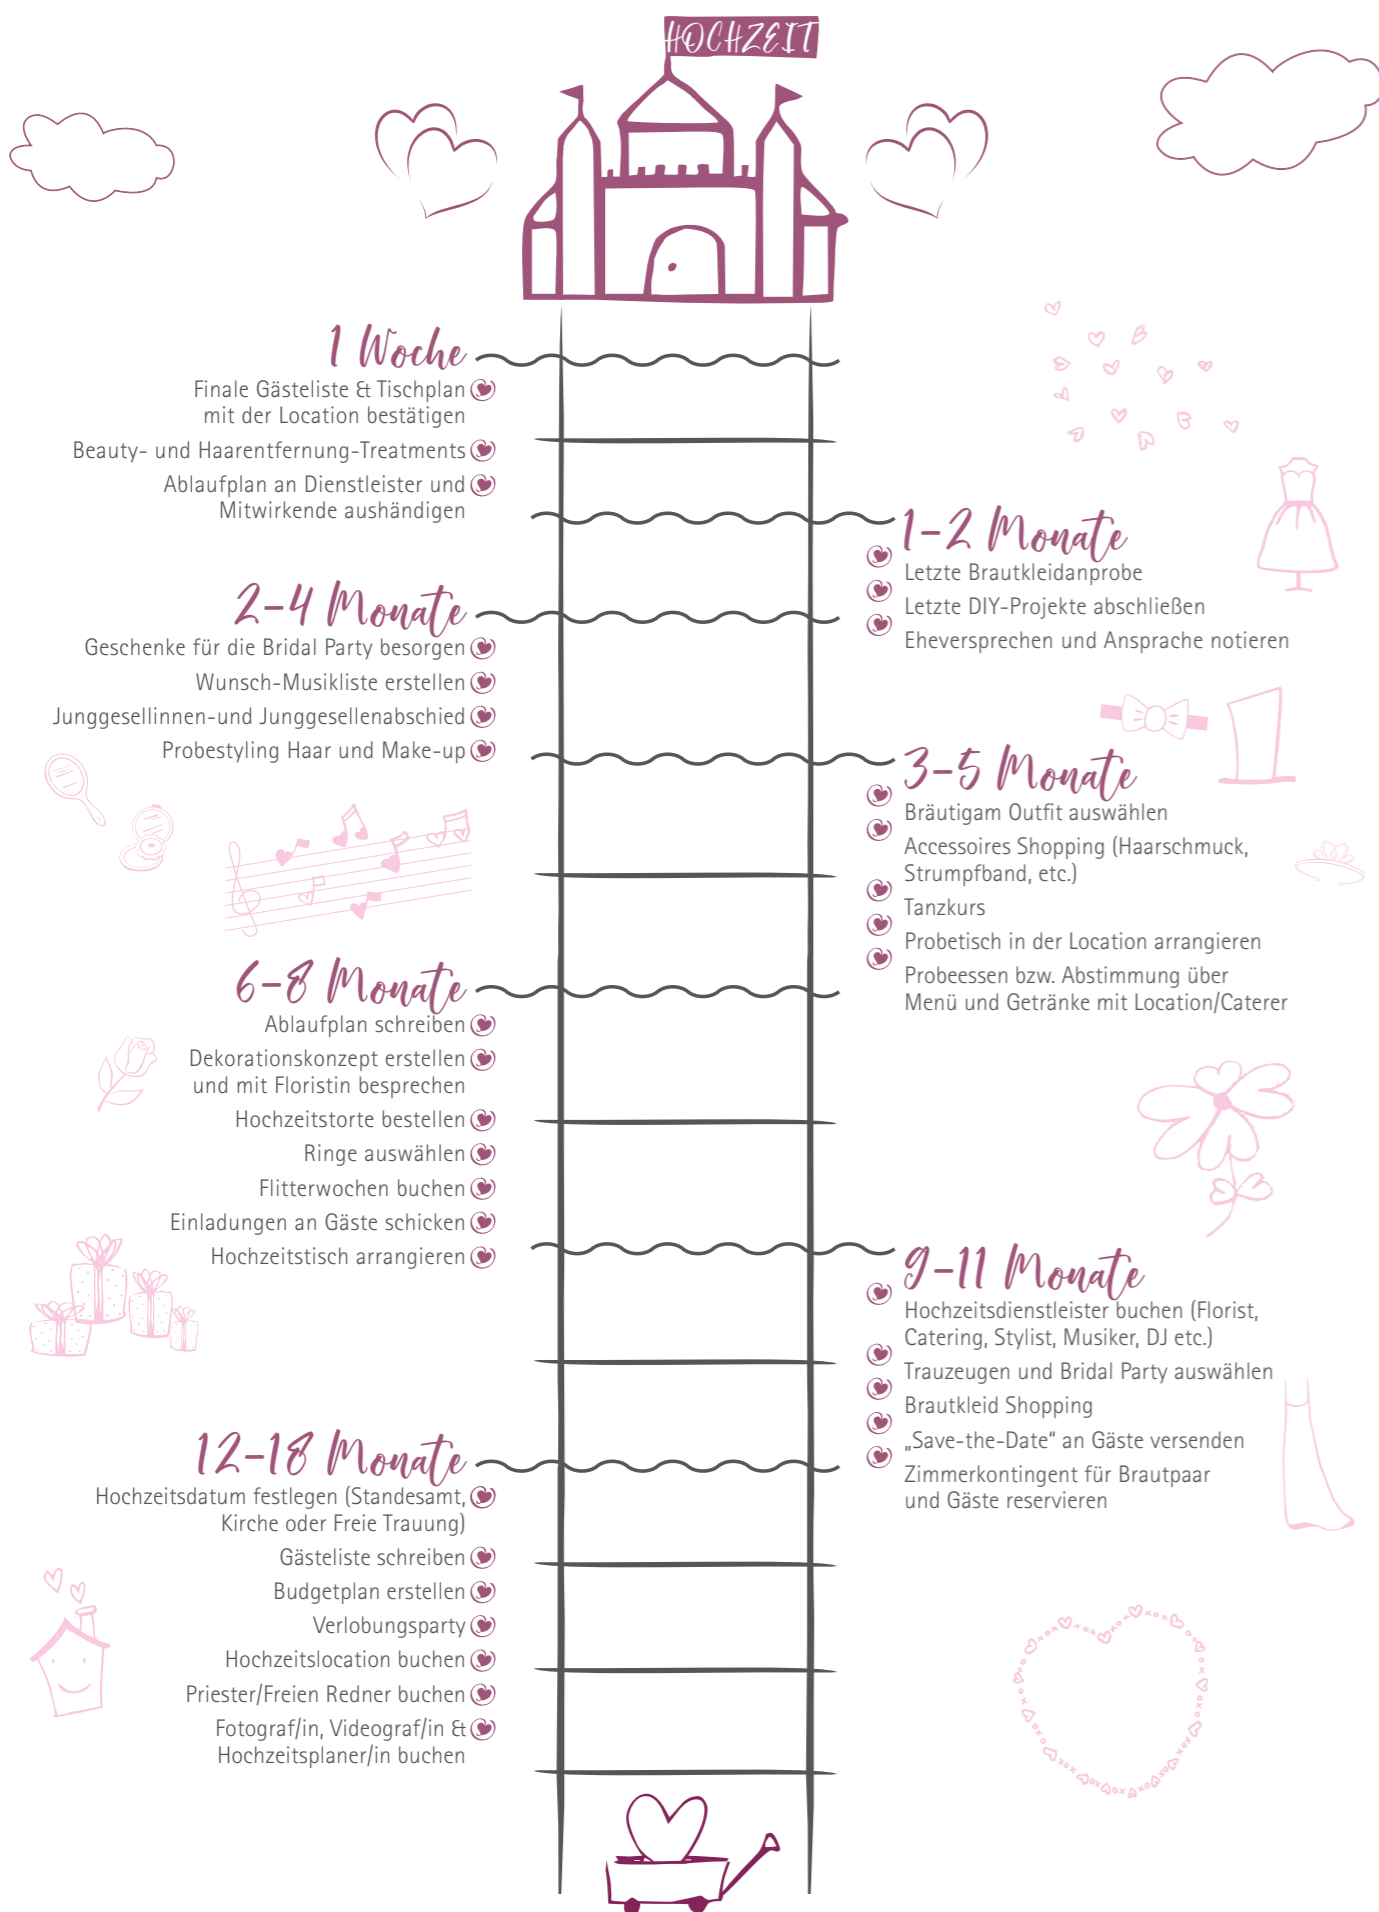 HOCHZEIT
1 Woche
Finale Gästeliste & Tischplan
mit der Location bestätigen
Beauty- und Haarentfernung-Treatments
Ablaufplan an Dienstleister und
Mitwirkende aushändigen
1-2 Monate
Letzte Brautkleidanprobe
Letzte DIY-Projekte abschließen
Eheversprechen und Ansprache notieren
2-4 Monate
Geschenke für die Bridal Party besorgen
Wunsch-Musikliste erstellen
Junggesellinnen-und Junggesellenabschied
Probestyling Haar und Make-up
3-5 Monate
Bräutigam Outfit auswählen
Accessoires Shopping (Haarschmuck,
Strumpfband, etc.)
Tanzkurs
Probetisch in der Location arrangieren
Probeessen bzw. Abstimmung über
Menü und Getränke mit Location/Caterer
6-8 Monate
Ablaufplan schreiben
Dekorationskonzept erstellen
und mit Floristin besprechen
Hochzeitstorte bestellen
Ringe auswählen
Flitterwochen buchen
Einladungen an Gäste schicken
Hochzeitstisch arrangieren
9-11 Monate
Hochzeitsdienstleister buchen (Florist,
Catering, Stylist, Musiker, DJ etc.)
Trauzeugen und Bridal Party auswählen
Brautkleid Shopping
„Save-the-Date“ an Gäste versenden
Zimmerkontingent für Brautpaar
und Gäste reservieren
12-18 Monate
Hochzeitsdatum festlegen (Standesamt,
Kirche oder Freie Trauung)
Gästeliste schreiben
Budgetplan erstellen
Verlobungsparty
Hochzeitslocation buchen
Priester/Freien Redner buchen
Fotograf/in, Videograf/in &
Hochzeitsplaner/in buchen